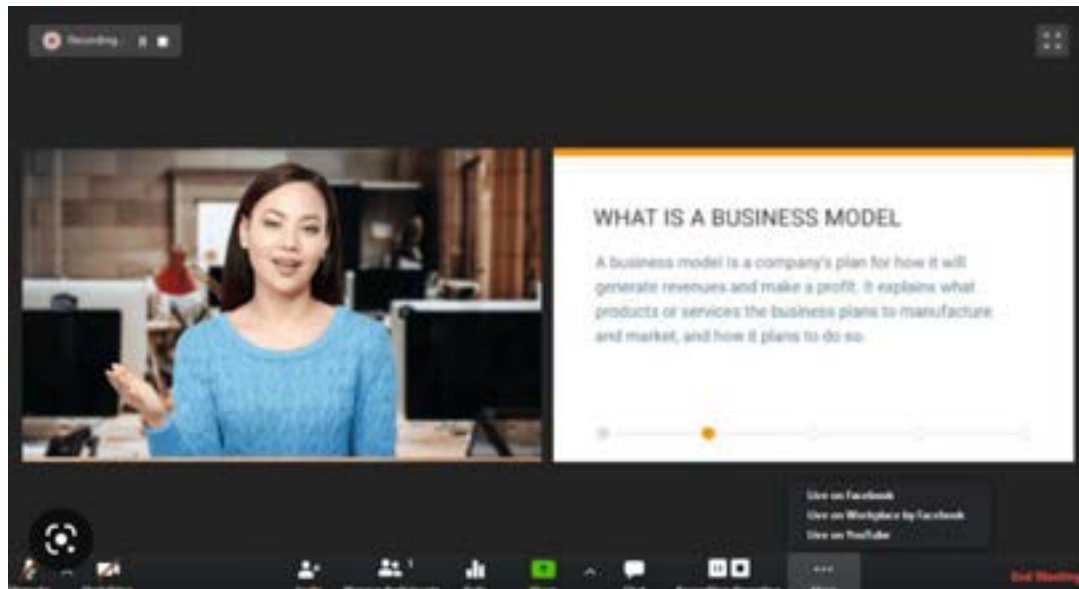 Recording...
WHAT IS A BUSINESS MODEL
A business model is a company's plan for how it will
generate revenues and make a profit. It explains what
products or services the business plans to manufacture
and market, and how it plans to do so.
Live on Facebook
Live on Workplace by Facebook
Live on YouTube
1
End Meeting